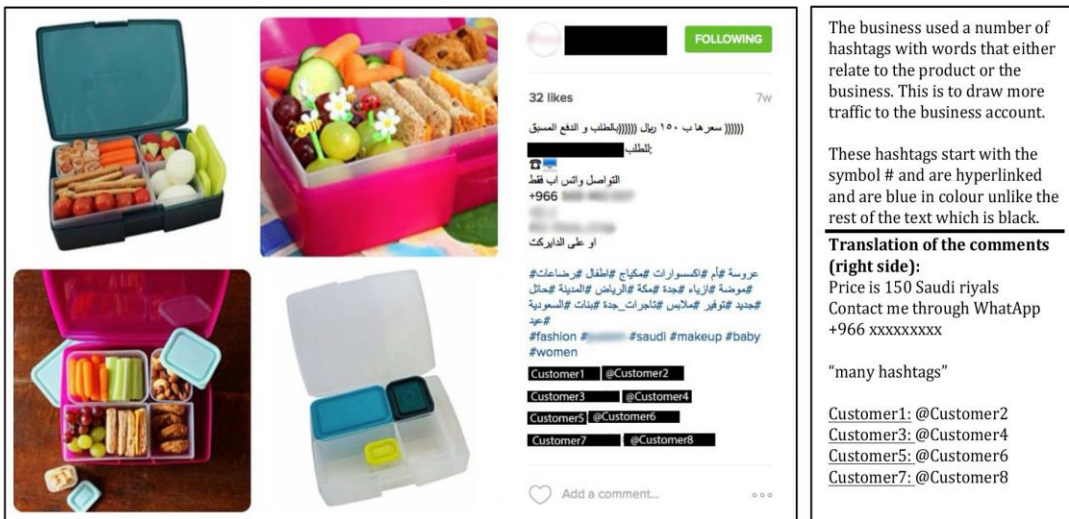 FOLLOWING
32 likes
7w
(((((( سعرها ب ١٥٠ ريال ((((((بالطلب و الدفع المسبق
للطلب:
التواصل واتس اب فقط
+966
او على الدايركت
#عروسة #أم #اكسسوارات #مكياج #اطفال #رضاعات
#موضة #ازياء #جدة #مكة #الرياض #المدينة #حائل
#جديد #توفير #ملابس #تاجرات_جدة #بنات #السعودية
#عيد
#fashion # #saudi #makeup #baby
#women
Customer1 @Customer2
Customer3 @Customer4
Customer5 @Customer6
Customer7 @Customer8
Add a comment...
The business used a number of
hashtags with words that either
relate to the product or the
business. This is to draw more
traffic to the business account.
These hashtags start with the
symbol # and are hyperlinked
and are blue in colour unlike the
rest of the text which is black.
Translation of the comments
(right side):
Price is 150 Saudi riyals
Contact me through WhatApp
+966 xxxxxxxxx
“many hashtags”
Customer1: @Customer2
Customer3: @Customer4
Customer5: @Customer6
Customer7: @Customer8